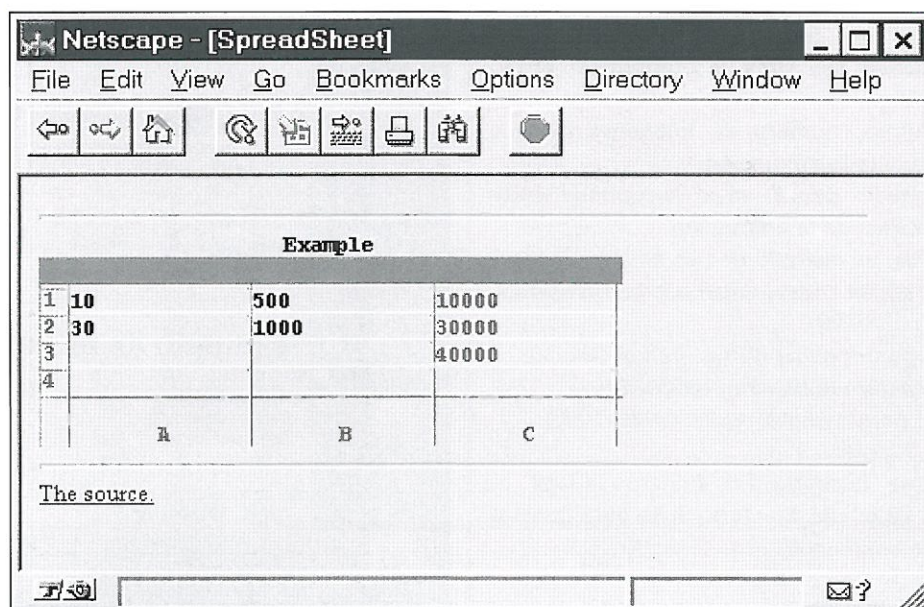 Netscape - [SpreadSheet]
File Edit View Go Bookmarks Options Directory Window Help
Example
1 10 500 10000
2 30 1000 30000
3 40000
4
A B C
The source.